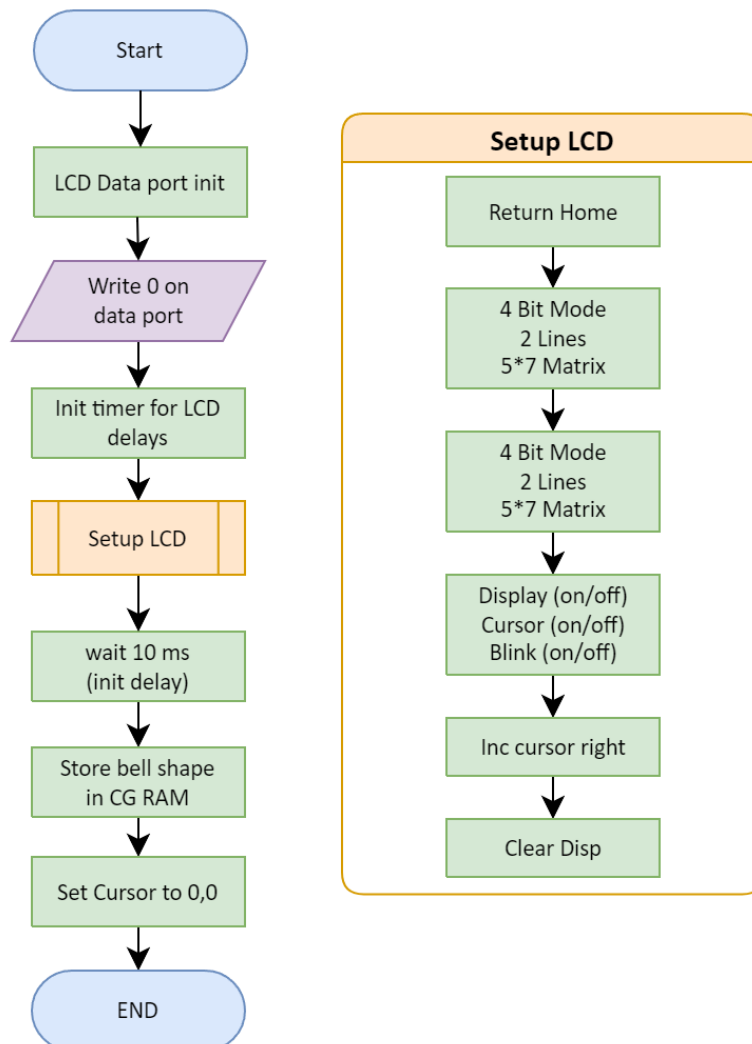 Start
LCD Data port init
Write 0 on
data port
Init timer for LCD
delays
Setup LCD
wait 10 ms
(init delay)
Store bell shape
in CG RAM
Set Cursor to 0,0
END
Setup LCD
Return Home
4 Bit Mode
2 Lines
5*7 Matrix
4 Bit Mode
2 Lines
5*7 Matrix
Display (on/off)
Cursor (on/off)
Blink (on/off)
Inc cursor right
Clear Disp